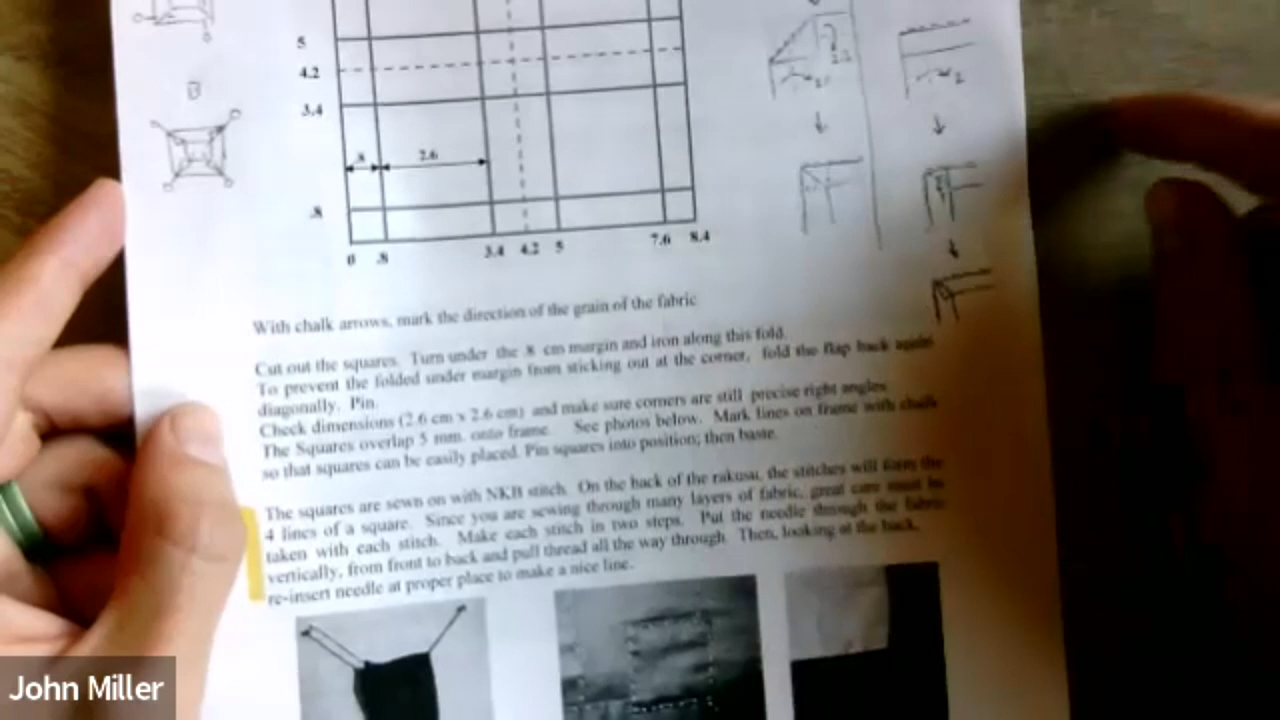 B
5
4.2
3.4
.8
2.6
.8
0 .8 3.4 4.2 5 7.6 8.4
2
With chalk arrows, mark the direction of the grain of the fabric
Cut out the squares. Turn under the .8 cm margin and iron along this fold.
To prevent the folded under margin from sticking out at the corner, fold the flap back again
diagonally. Pin.
Check dimensions (2.6 cm x 2.6 cm) and make sure corners are still precise right angles
The Squares overlap 5 mm. onto frame. See photos below. Mark lines on frame with chalk
so that squares can be easily placed. Pin squares into position; then baste.
The squares are sewn on with NKB stitch. On the back of the rakusu, the stitches will form the
4 lines of a square. Since you are sewing through many layers of fabric, great care must be
taken with each stitch. Make each stitch in two steps. Put the needle through the fabric
vertically, from front to back and pull thread all the way through. Then, looking at the back,
re-insert needle at proper place to make a nice line.
John Miller